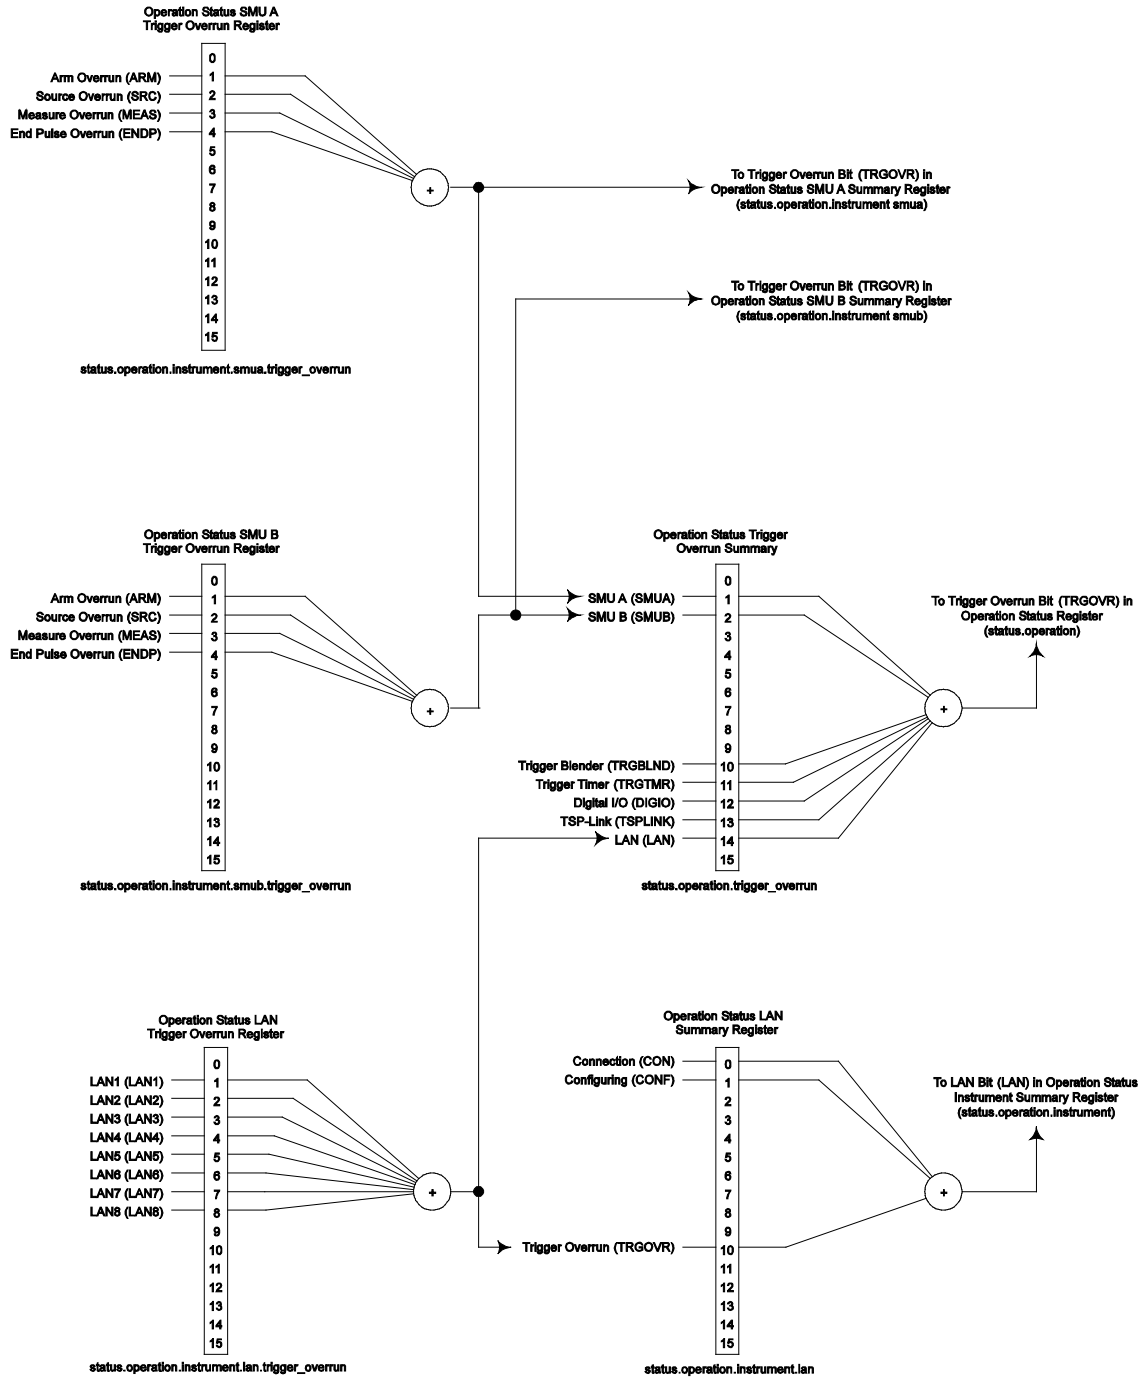 Operation Status SMU A
Trigger Overrun Register
0
Arm Overrun (ARM) 1
Source Overrun (SRC) 2
Measure Overrun (MEAS) 3
End Pulse Overrun (ENDP) 4
5
6
7
8
9
10
11
12
13
14
15
status.operation.instrument.smua.trigger_overrun
+
To Trigger Overrun Bit (TRGOVR) in
Operation Status SMU A Summary Register
(status.operation.instrument smua)
To Trigger Overrun Bit (TRGOVR) in
Operation Status SMU B Summary Register
(status.operation.instrument smub)
Operation Status SMU B
Trigger Overrun Register
0
Arm Overrun (ARM) 1
Source Overrun (SRC) 2
Measure Overrun (MEAS) 3
End Pulse Overrun (ENDP) 4
5
6
7
8
9
10
11
12
13
14
15
status.operation.instrument.smub.trigger_overrun
+
Operation Status Trigger
Overrun Summary
0
SMU A (SMUA) 1
SMU B (SMUB) 2
3
4
5
6
7
8
9
Trigger Blender (TRGBLND) 10
Trigger Timer (TRGTMR) 11
Digital I/O (DIGIO) 12
TSP-Link (TSPLINK) 13
LAN (LAN) 14
15
status.operation.trigger_overrun
+
To Trigger Overrun Bit (TRGOVR) in
Operation Status Register
(status.operation)
Operation Status LAN
Trigger Overrun Register
0
LAN1 (LAN1) 1
LAN2 (LAN2) 2
LAN3 (LAN3) 3
LAN4 (LAN4) 4
LAN5 (LAN5) 5
LAN6 (LAN6) 6
LAN7 (LAN7) 7
LAN8 (LAN8) 8
9
10
11
12
13
14
15
status.operation.instrument.lan.trigger_overrun
+
Operation Status LAN
Summary Register
Connection (CON) 0
Configuring (CONF) 1
2
3
4
5
6
7
8
9
Trigger Overrun (TRGOVR) 10
11
12
13
14
15
status.operation.instrument.lan
+
To LAN Bit (LAN) in Operation Status
Instrument Summary Register
(status.operation.instrument)